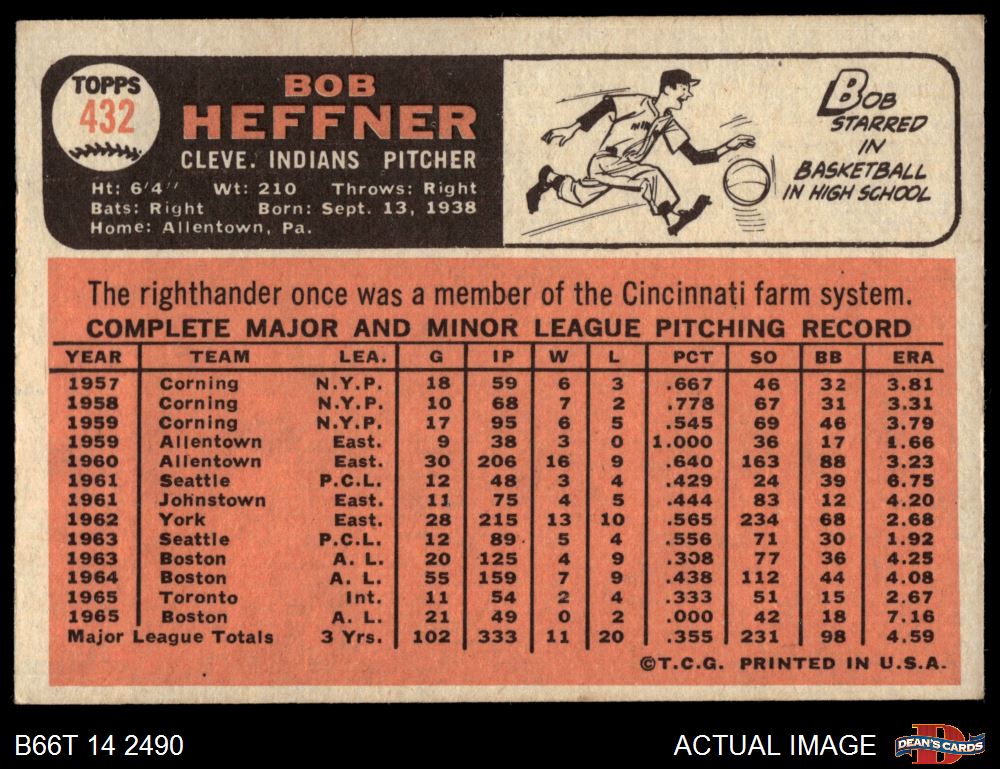 TOPPS
432
BOB
HEFFNER
CLEVE. INDIANS PITCHER
Ht: 6'4" Wt: 210 Throws: Right
Bats: Right Born: Sept. 13, 1938
Home: Allentown, Pa.
BOB
STARRED
IN
BASKETBALL
IN HIGH SCHOOL
The righthander once was a member of the Cincinnati farm system.
COMPLETE MAJOR AND MINOR LEAGUE PITCHING RECORD
YEAR TEAM LEA. G IP W L PCT SO BB ERA
1957 Corning N.Y.P. 18 59 6 3 .667 46 32 3.81
1958 Corning N.Y.P. 10 68 7 2 .778 67 31 3.31
1959 Corning N.Y.P. 17 95 6 5 .545 69 46 3.79
1959 Allentown East. 9 38 3 0 1.000 36 17 1.66
1960 Allentown East. 30 206 16 9 .640 163 88 3.23
1961 Seattle P.C.L. 12 48 3 4 .429 24 39 6.75
1961 Johnstown East. 11 75 4 5 .444 83 12 4.20
1962 York East. 28 215 13 10 .565 234 68 2.68
1963 Seattle P.C.L. 12 89 5 4 .556 71 30 1.92
1963 Boston A. L. 20 125 4 9 .308 77 36 4.25
1964 Boston A. L. 55 159 7 9 .438 112 44 4.08
1965 Toronto Int. 11 54 2 4 .333 51 15 2.67
1965 Boston A. L. 21 49 0 2 .000 42 18 7.16
Major League Totals 3 Yrs. 102 333 11 20 .355 231 98 4.59
©T.C.G. PRINTED IN U.S.A.
B66T 14 2490
ACTUAL IMAGE
D
DEAN'S CARDS